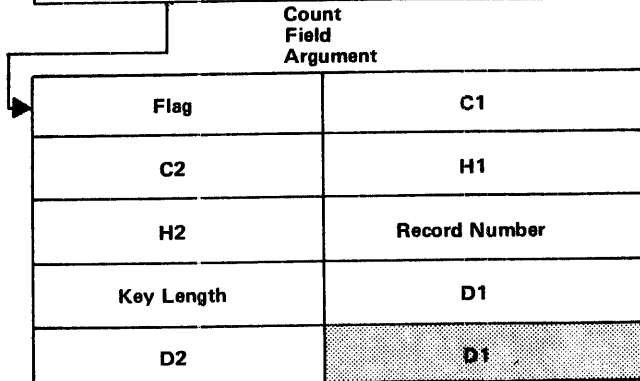 Count
Field
Argument
Flag C1
C2 H1
H2 Record Number
Key Length D1
D2 D1